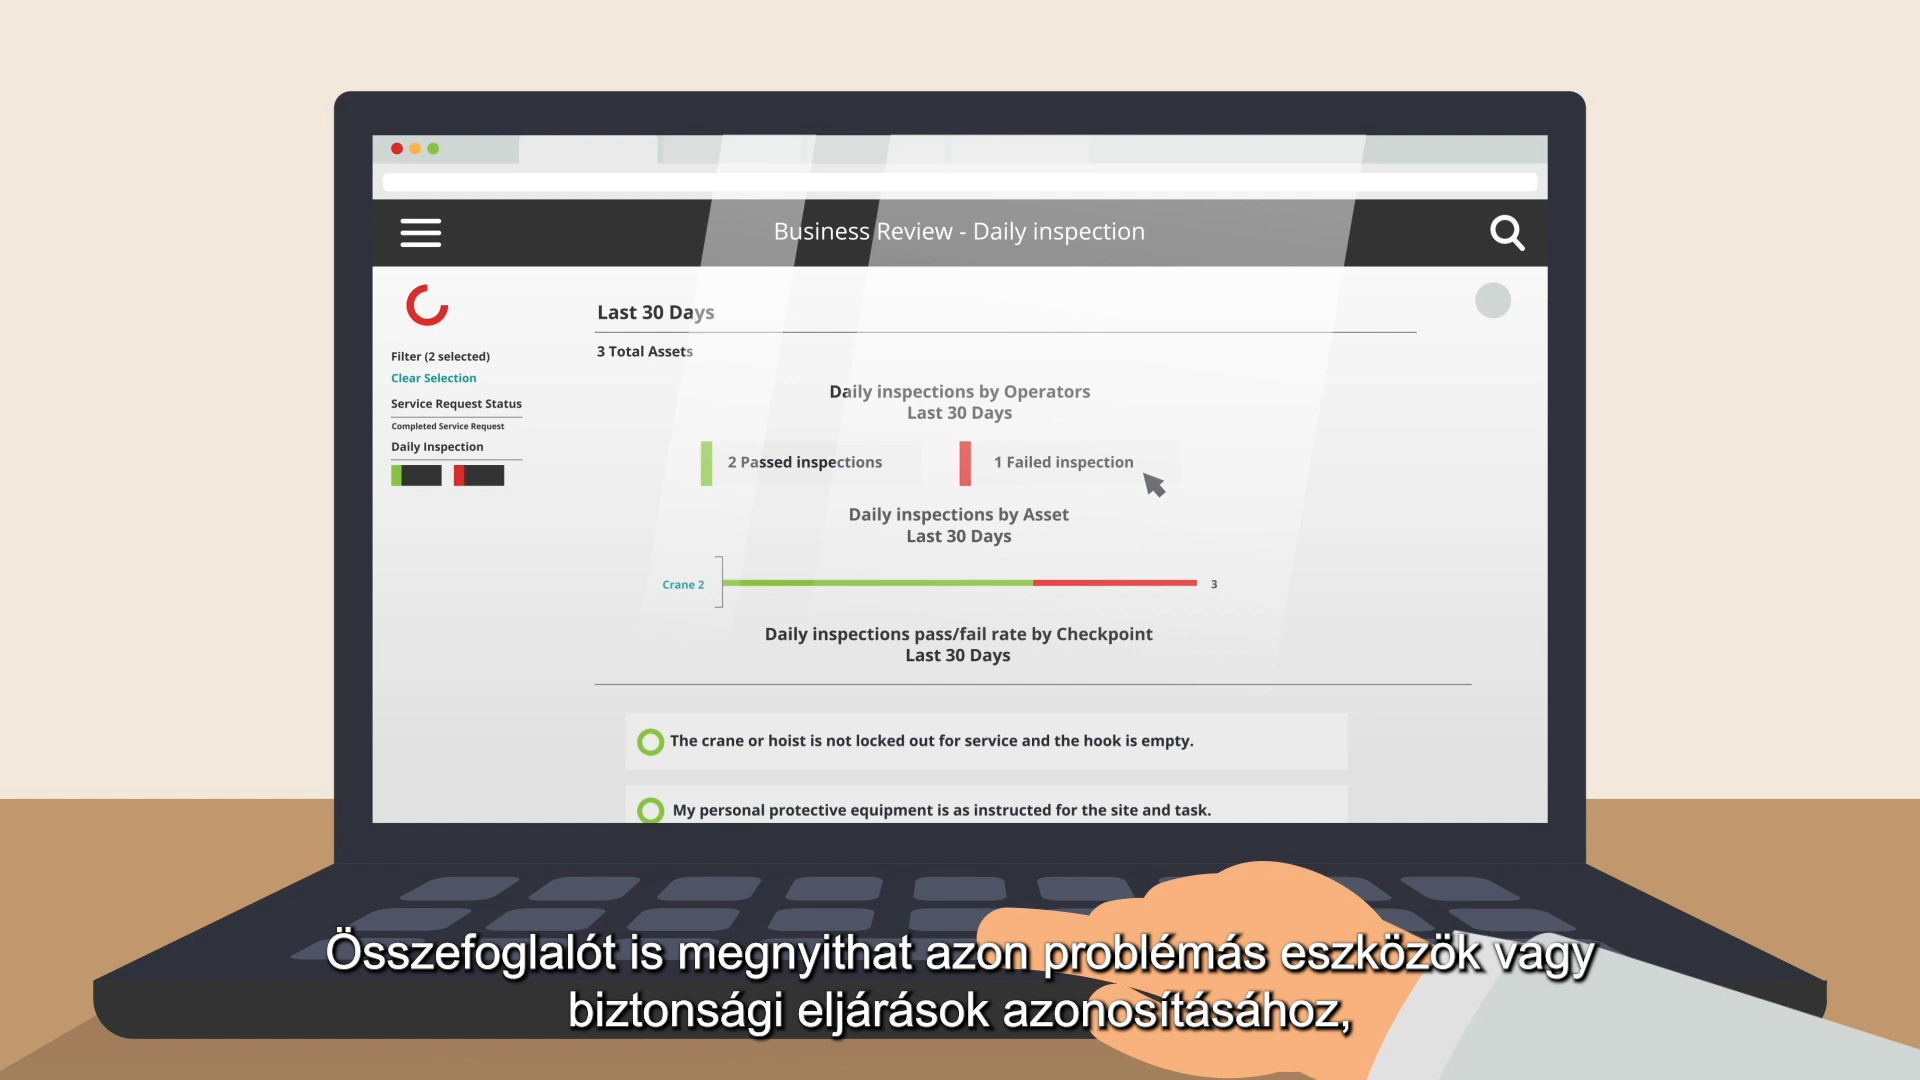 Business Review - Daily inspection
Last 30 Days
3 Total Assets
Filter (2 selected)
Clear Selection
Service Request Status
Completed Service Request
Daily Inspection
Daily inspections by Operators
Last 30 Days
2 Passed inspections
1 Failed inspection
Daily inspections by Asset
Last 30 Days
Crane 2
3
Daily inspections pass/fail rate by Checkpoint
Last 30 Days
The crane or hoist is not locked out for service and the hook is empty.
My personal protective equipment is as instructed for the site and task.
Összefoglalót is megnyithat azon problémás eszközök vagy
biztonsági eljárások azonosításához,